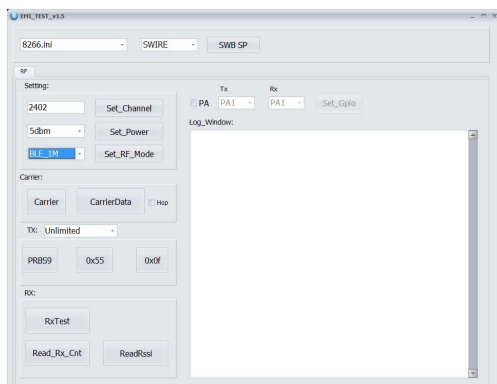 EMI_TEST_v1.5
8266.ini SWIRE SWB SP
RF
Setting:
2402 Set_Channel
5dbm Set_Power
BLE_1M Set_RF_Mode
Tx Rx
PA PA1 PA1 Set_Gpio
Log_Window:
Carrier:
Carrier CarrierData Hop
TX: Unlimited
PRBS9 0x55 0x0f
RX:
RxTest
Read_Rx_Cnt ReadRssi